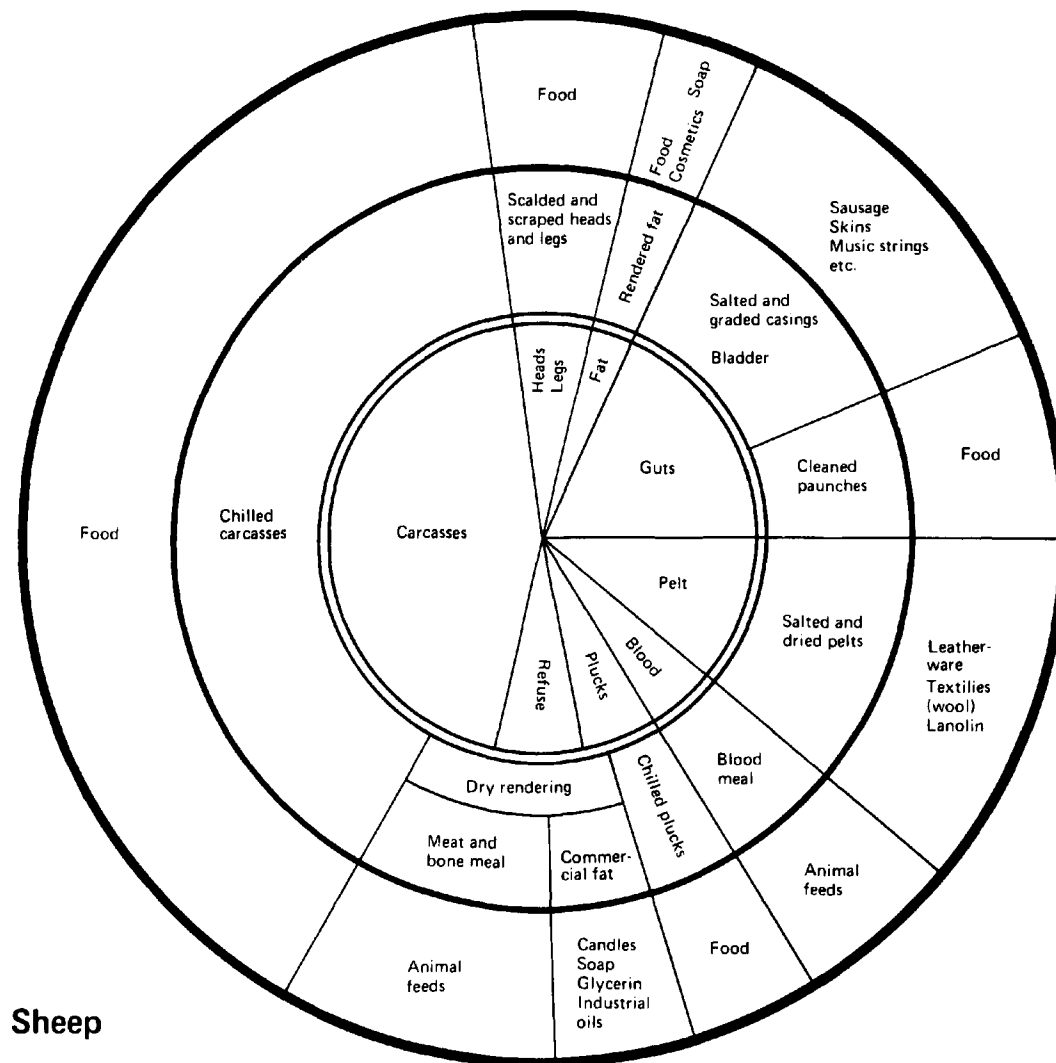 Food
Food
Cosmetics Soap
Scalded and
scraped heads
and legs
Rendered fat
Sausage
Skins
Music strings
etc.
Salted and
graded casings
Bladder
Heads
Legs
Fat
Guts
Cleaned
paunches
Food
Food
Chilled
carcasses
Carcasses
Pelt
Salted and
dried pelts
Leather-
ware
Textilies
(wool)
Lanolin
Blood
Plucks
Refuse
Blood
meal
Chilled plucks
Dry rendering
Meat and
bone meal
Commer-
cial fat
Animal
feeds
Food
Candles
Soap
Glycerin
Industrial
oils
Animal
feeds
Sheep